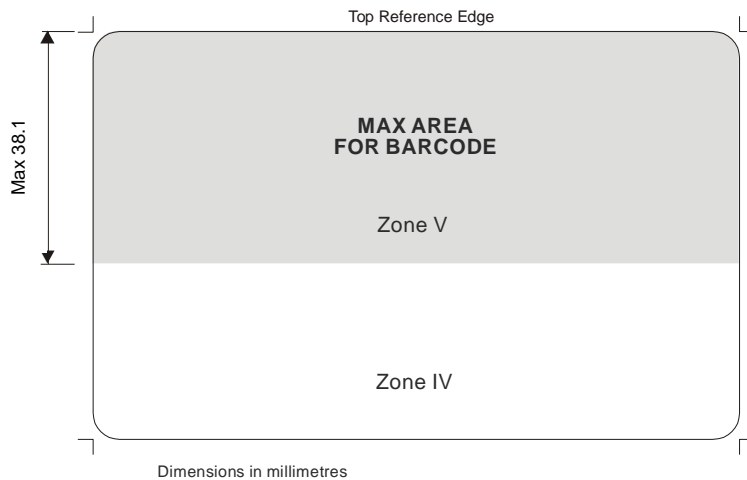 Top Reference Edge
Max 38.1
MAX AREA
FOR BARCODE
Zone V
Zone IV
Dimensions in millimetres